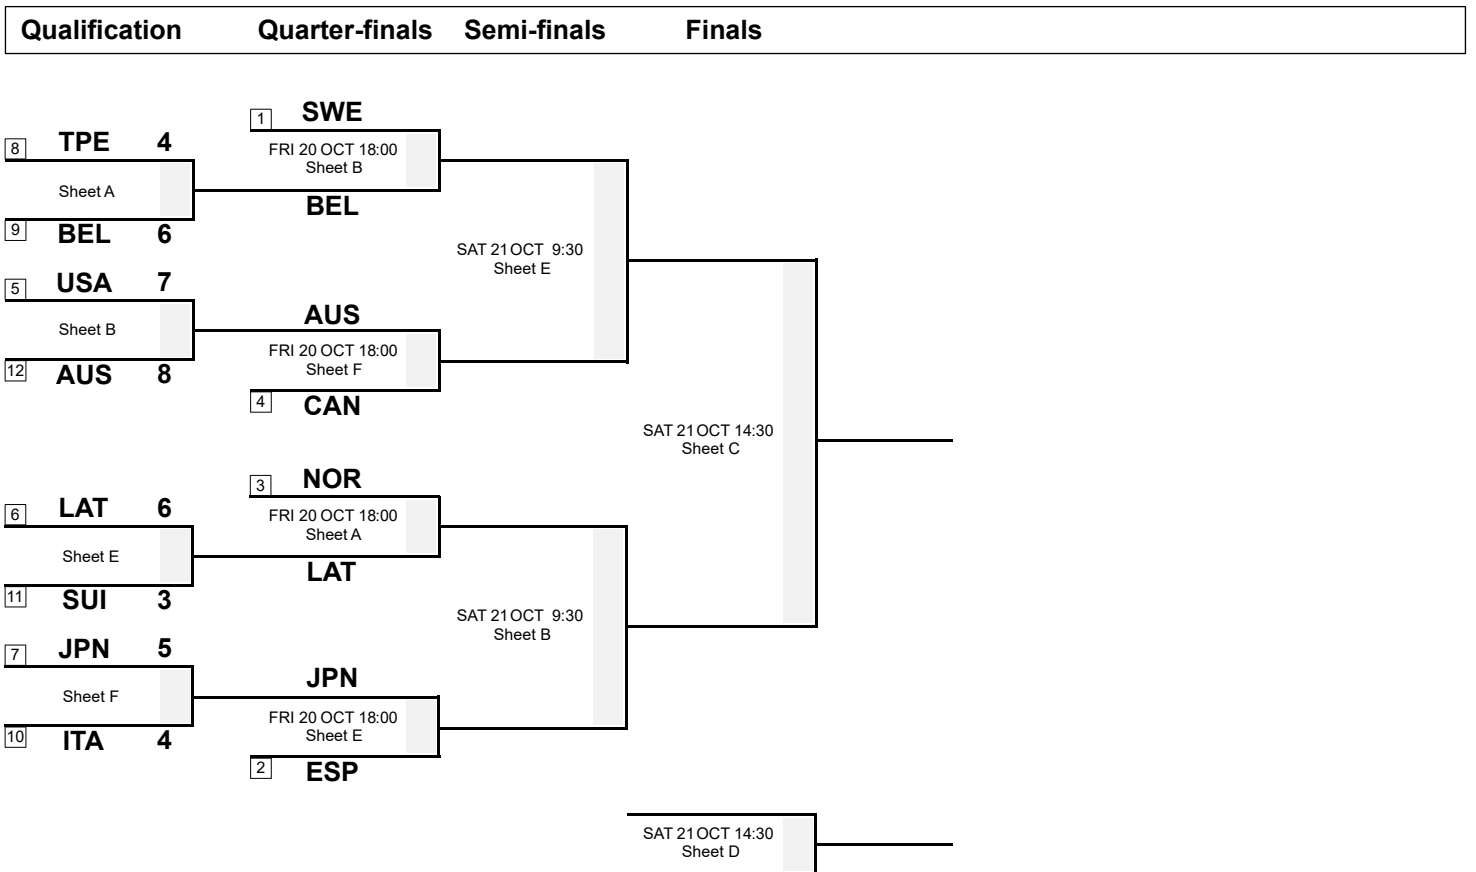 Qualification Quarter-finals Semi-finals Finals
1 SWE
8 TPE 4
FRI 20 OCT 18:00
Sheet B
Sheet A
BEL
9 BEL 6
SAT 21 OCT 9:30
Sheet E
5 USA 7
AUS
Sheet B
FRI 20 OCT 18:00
Sheet F
12 AUS 8
4 CAN
SAT 21 OCT 14:30
Sheet C
3 NOR
6 LAT 6
FRI 20 OCT 18:00
Sheet A
Sheet E
LAT
11 SUI 3
SAT 21 OCT 9:30
Sheet B
7 JPN 5
JPN
Sheet F
FRI 20 OCT 18:00
Sheet E
10 ITA 4
2 ESP
SAT 21 OCT 14:30
Sheet D